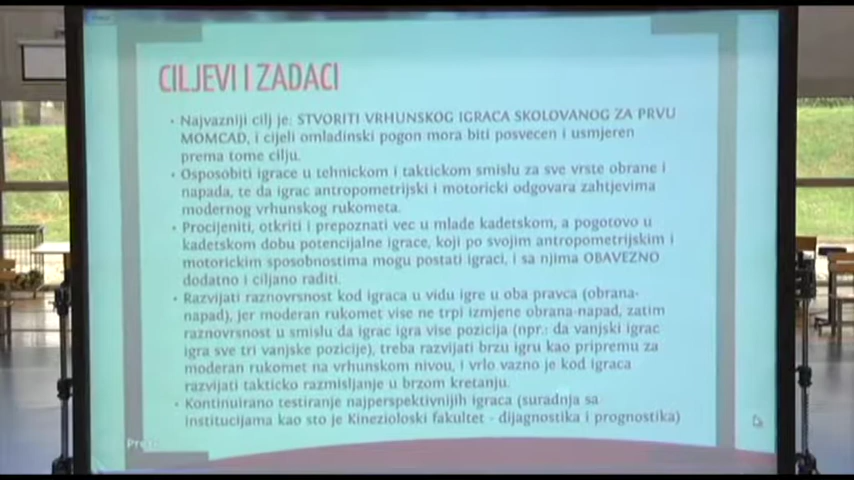 CILJEVI I ZADACI
• Najvazniji cilj je: STVORITI VRHUNSKOG IGRACA SKOLOVANOG ZA PRVU
MOMCAD, i cijeli omladinski pogon mora biti posvecen i usmjeren
prema tome cilju.
• Osposobiti igrace u tehnickom i taktickom smislu za sve vrste obrane i
napada, te da igrac antropometrijski i motoricki odgovara zahtjevima
modernog vrhunskog rukometa.
• Procijeniti, otkriti i prepoznati vec u mlade kadetskom, a pogotovo u
kadetskom dobu potencijalne igrace, koji po svojim antropometrijskim i
motorickim sposobnostima mogu postati igraci, i sa njima OBAVEZNO
dodatno i ciljano raditi.
• Razvijati raznovrsnost kod igraca u vidu igre u oba pravca (obrana-
napad), jer moderan rukomet vise ne trpi izmjene obrana-napad, zatim
raznovrsnost u smislu da igrac igra vise pozicija (npr.: da vanjski igrac
igra sve tri vanjske pozicije), treba razvijati brzu igru kao pripremu za
moderan rukomet na vrhunskom nivou, i vrlo vazno je kod igraca
razvijati takticko razmisljanje u brzom kretanju.
• Kontinuirano testiranje najperspektivnijih igraca (suradnja sa
institucijama kao sto je Kinezioloski fakultet - dijagnostika i prognostika)